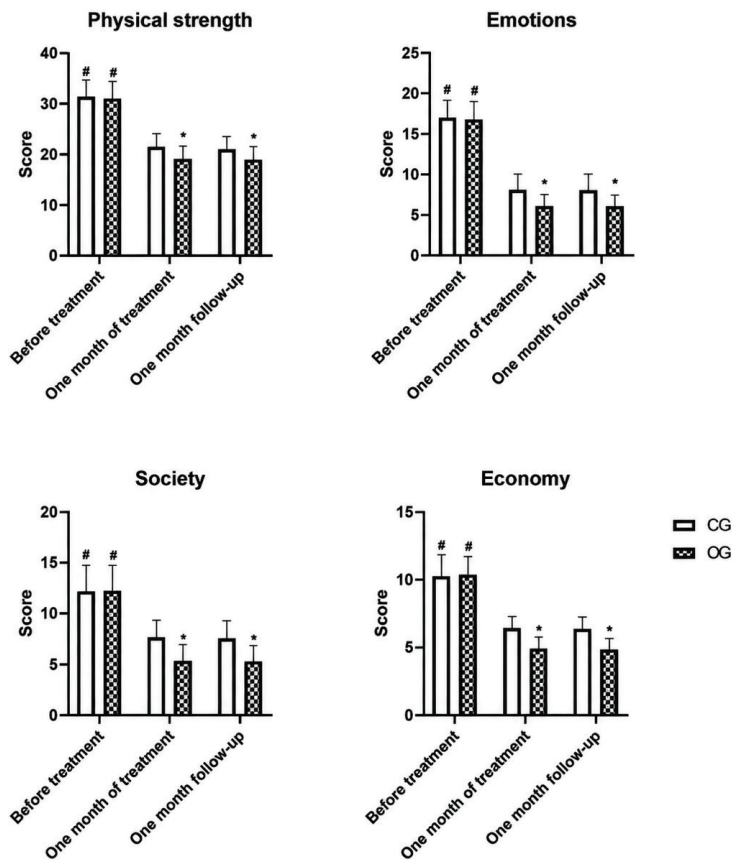 Physical strength
Score
40
30
20
10
0
# #
*
*
Before treatment
One month of treatment
One month follow-up
Emotions
Score
25
20
15
10
5
0
# #
*
*
Before treatment
One month of treatment
One month follow-up
Society
Score
20
15
10
5
0
# #
*
*
Before treatment
One month of treatment
One month follow-up
Economy
Score
15
10
5
0
# #
*
*
Before treatment
One month of treatment
One month follow-up
CG
OG